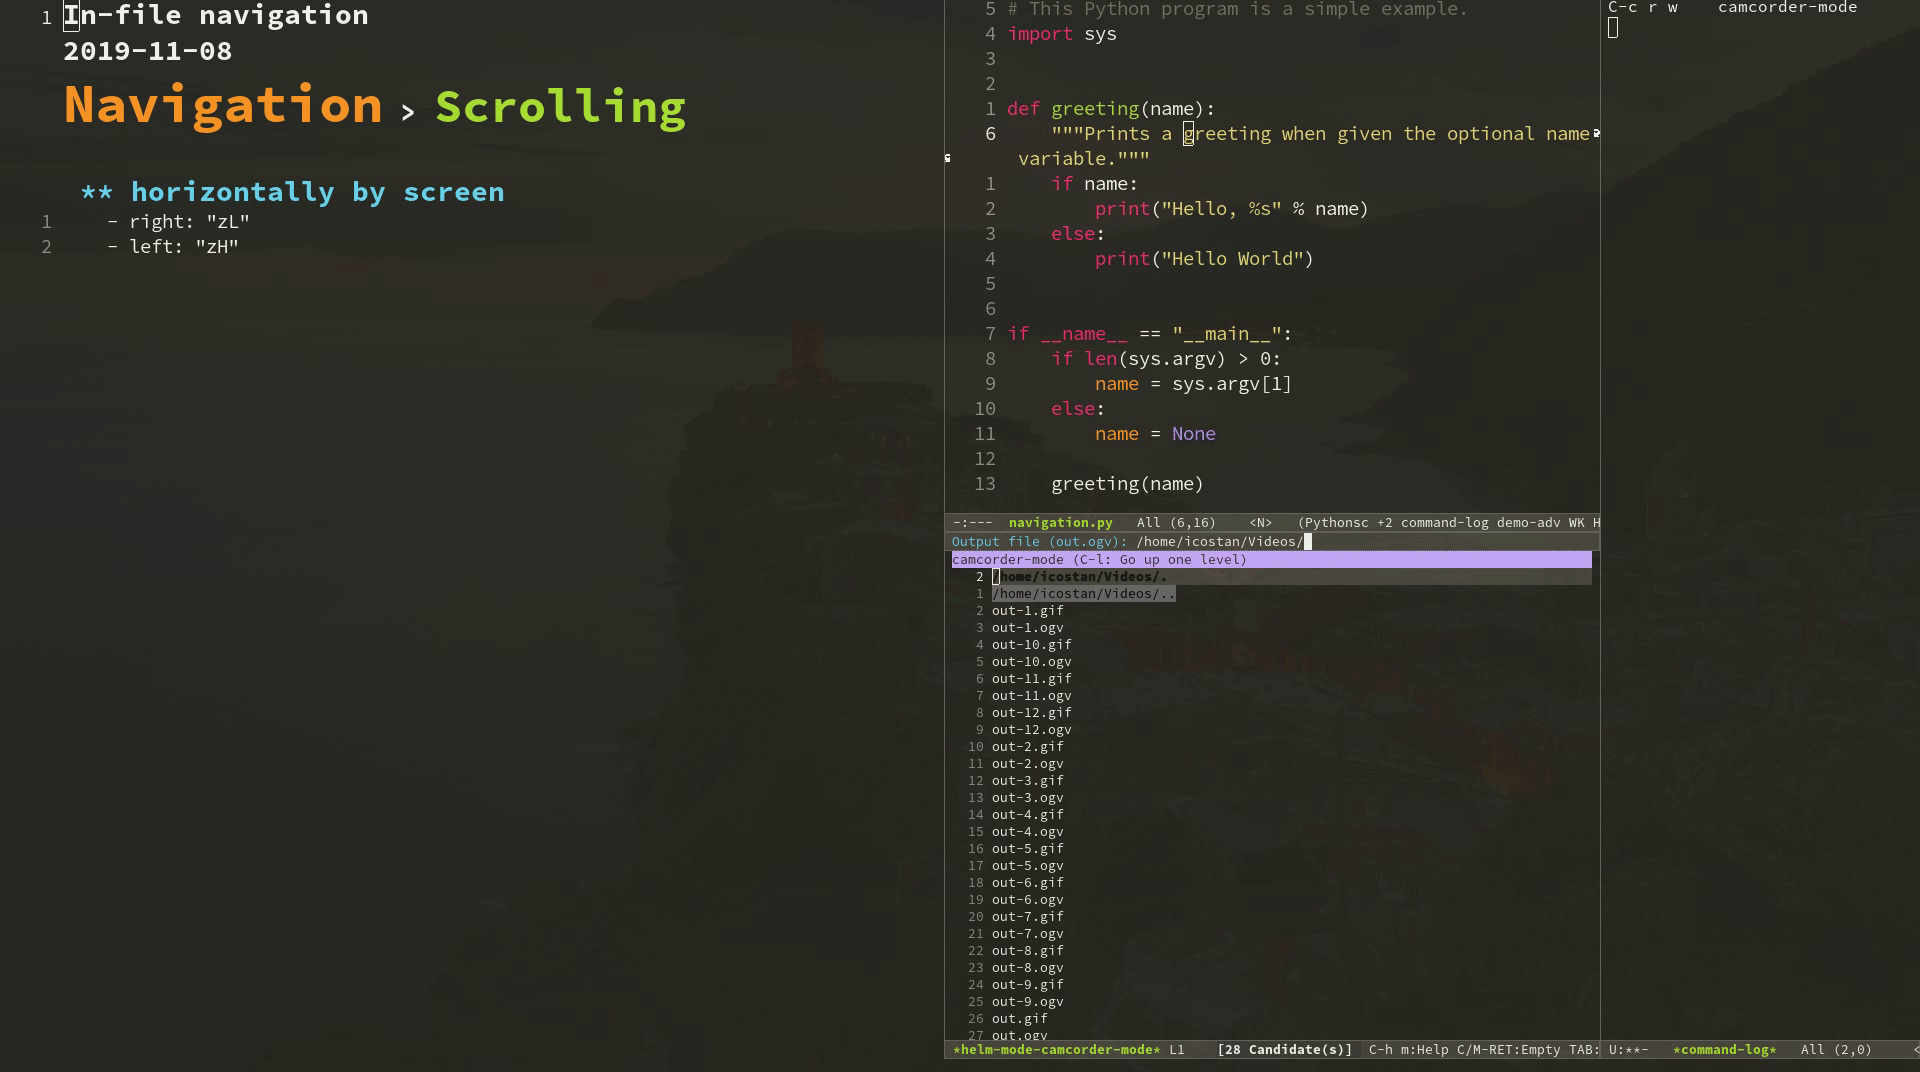 1 In-file navigation
2019-11-08
Navigation > Scrolling
** horizontally by screen
1 - right: "zL"
2 - left: "zH"
5 # This Python program is a simple example.
4 import sys
3
2
1 def greeting(name):
6 """Prints a greeting when given the optional name
variable."""
1 if name:
2 print("Hello, %s" % name)
3 else:
4 print("Hello World")
5
6
7 if __name__ == "__main__":
8 if len(sys.argv) > 0:
9 name = sys.argv[1]
10 else:
11 name = None
12
13 greeting(name)
-:--- navigation.py All (6,16) <N> (Pythonsc +2 command-log demo-adv WK H
Output file (out.ogv): /home/icostan/Videos/
camcorder-mode (C-l: Go up one level)
2 /home/icostan/Videos/.
1 /home/icostan/Videos/..
2 out-1.gif
3 out-1.ogv
4 out-10.gif
5 out-10.ogv
6 out-11.gif
7 out-11.ogv
8 out-12.gif
9 out-12.ogv
10 out-2.gif
11 out-2.ogv
12 out-3.gif
13 out-3.ogv
14 out-4.gif
15 out-4.ogv
16 out-5.gif
17 out-5.ogv
18 out-6.gif
19 out-6.ogv
20 out-7.gif
21 out-7.ogv
22 out-8.gif
23 out-8.ogv
24 out-9.gif
25 out-9.ogv
26 out.gif
27 out.ogv
*helm-mode-camcorder-mode* L1 [28 Candidate(s)] C-h m:Help C/M-RET:Empty TAB:
C-c r w camcorder-mode
U:**- *command-log* All (2,0) <